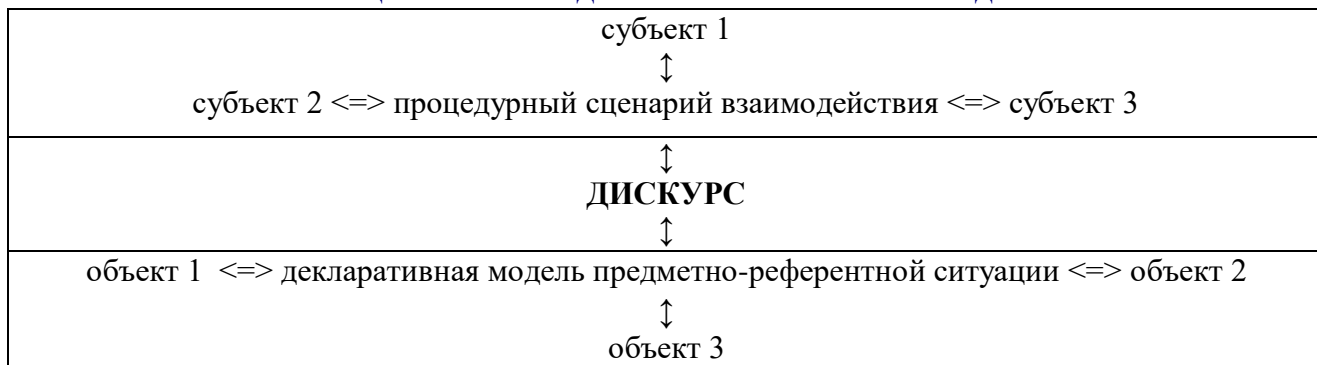 субъект 1
↕
субъект 2 <=> процедурный сценарий взаимодействия <=> субъект 3
↕
ДИСКУРС
↕
объект 1 <=> декларативная модель предметно-референтной ситуации <=> объект 2
↕
объект 3